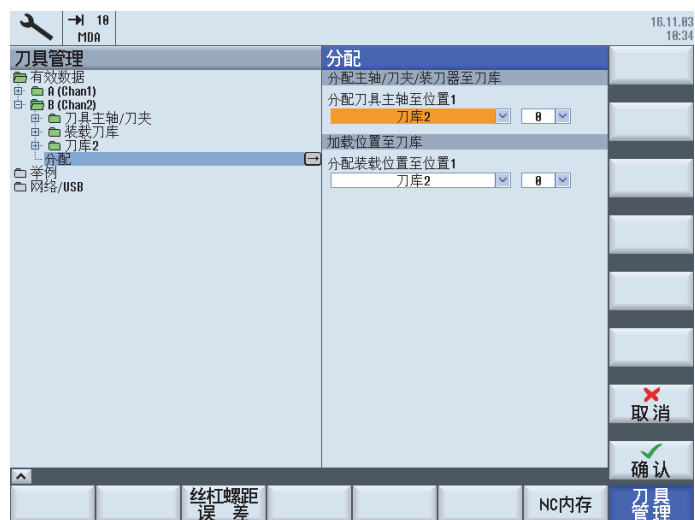 10
MDA
16.11.03
10:34
刀具管理
有效数据
A (Chan1)
B (Chan2)
刀具主轴/刀夹
装载刀库
刀库2
分配
举例
网络/USB
分配
分配主轴/刀夹/装刀器至刀库
分配刀具主轴至位置1
刀库2
0
加载位置至刀库
分配装载位置至位置1
刀库2
0
取消
确认
丝杠螺距
误 差
NC内存
刀具
管理